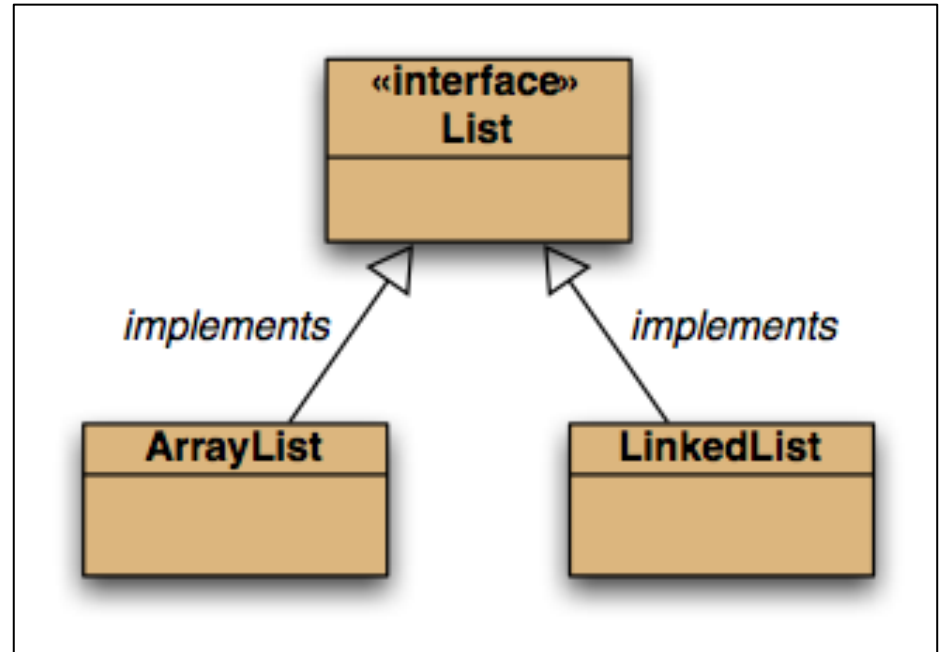 «interface»
List
implements
implements
ArrayList
LinkedList